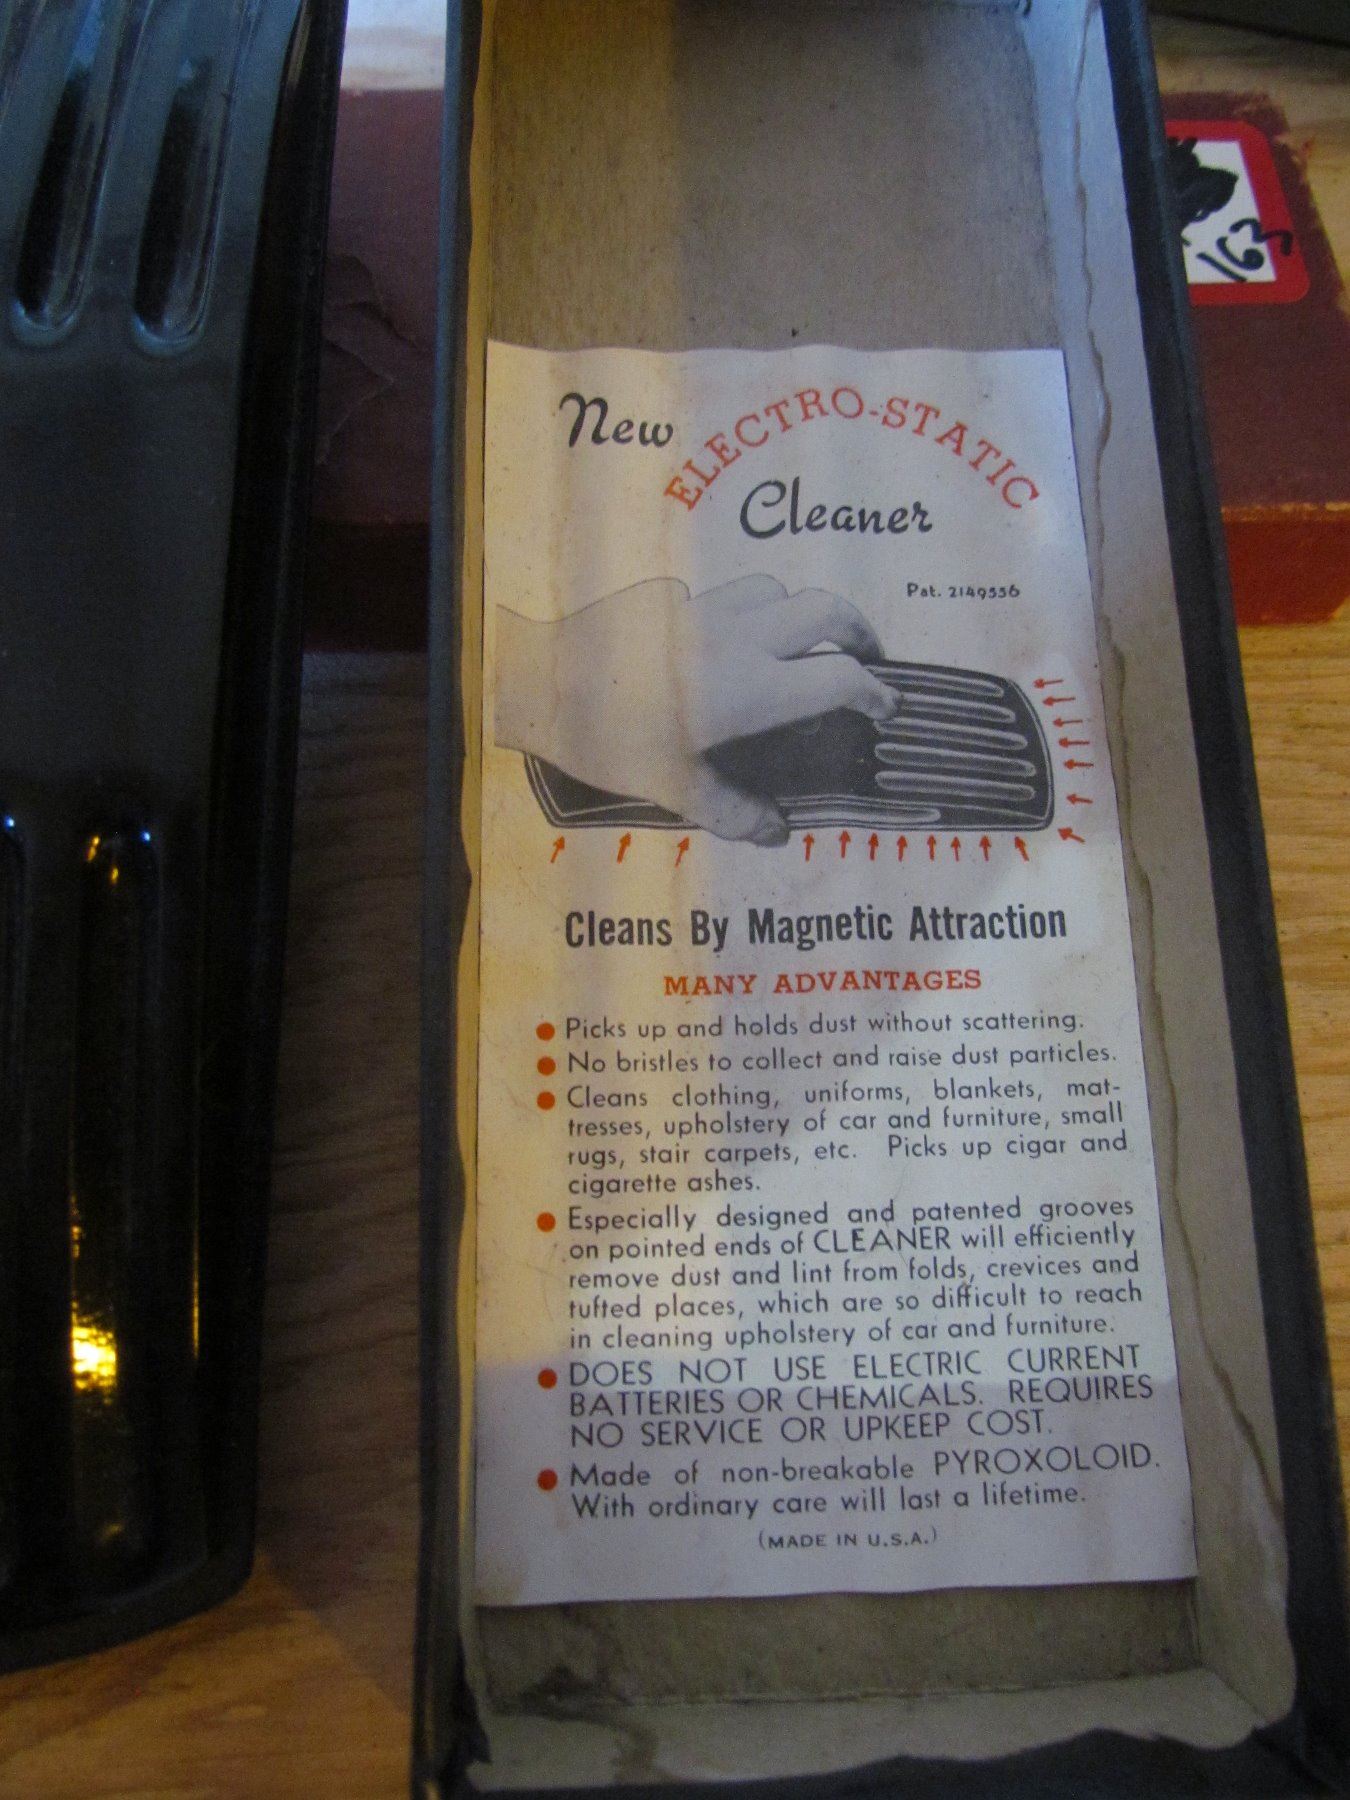 New ELECTRO-STATIC
Cleaner
Pat. 2149556
Cleans By Magnetic Attraction
MANY ADVANTAGES
● Picks up and holds dust without scattering.
● No bristles to collect and raise dust particles.
● Cleans clothing, uniforms, blankets, mat-
tresses, upholstery of car and furniture, small
rugs, stair carpets, etc. Picks up cigar and
cigarette ashes.
● Especially designed and patented grooves
on pointed ends of CLEANER will efficiently
remove dust and lint from folds, crevices and
tufted places, which are so difficult to reach
in cleaning upholstery of car and furniture.
● DOES NOT USE ELECTRIC CURRENT
BATTERIES OR CHEMICALS. REQUIRES
NO SERVICE OR UPKEEP COST.
● Made of non-breakable PYROXOLOID.
With ordinary care will last a lifetime.
(MADE IN U.S.A.)
163